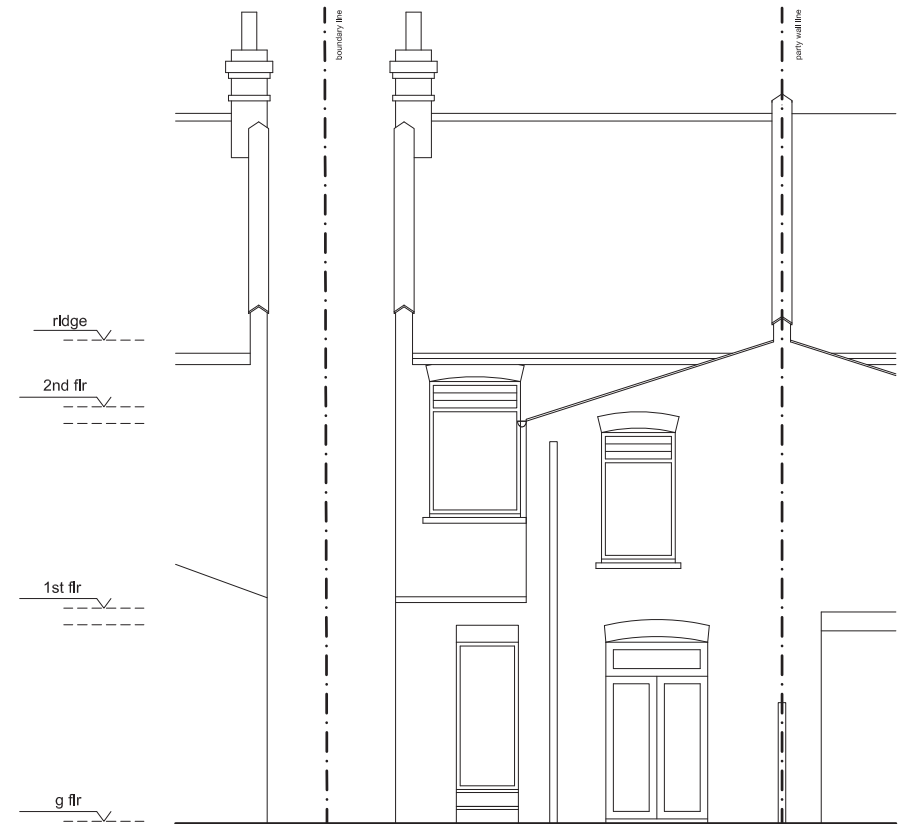 boundary line
party wall line
ridge
2nd flr
1st flr
g flr